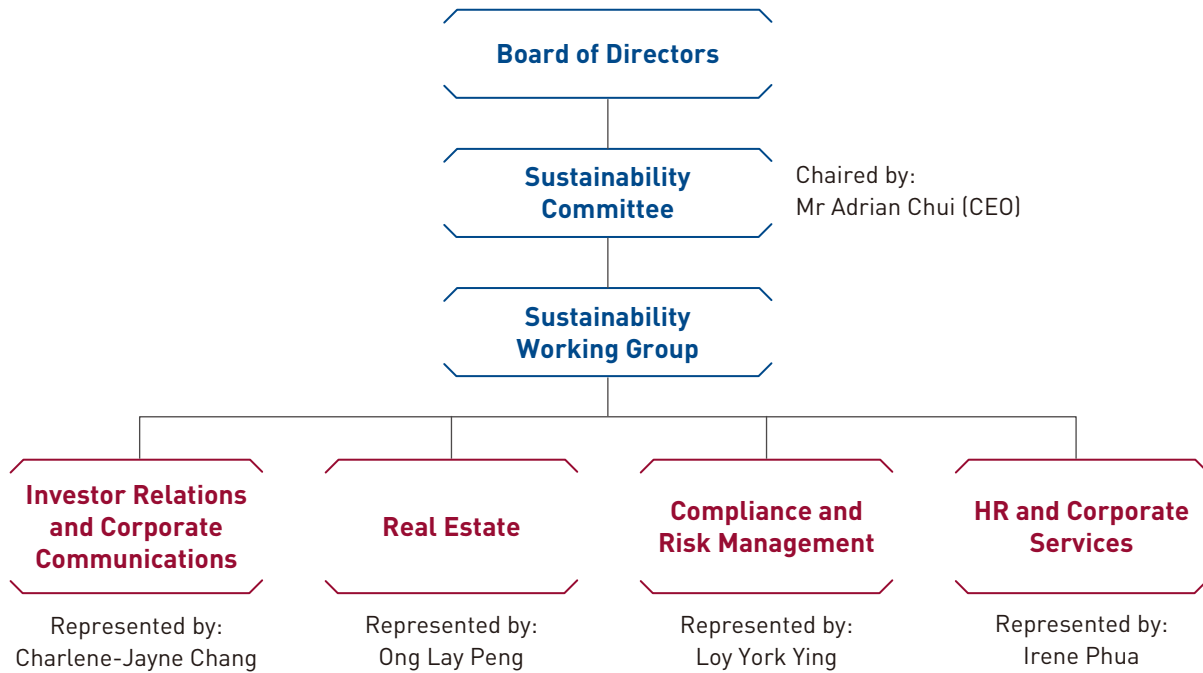 Board of Directors
Sustainability
Committee
Chaired by:
Mr Adrian Chui (CEO)
Sustainability
Working Group
Investor Relations
and Corporate
Communications
Represented by:
Charlene-Jayne Chang
Real Estate
Represented by:
Ong Lay Peng
Compliance and
Risk Management
Represented by:
Loy York Ying
HR and Corporate
Services
Represented by:
Irene Phua